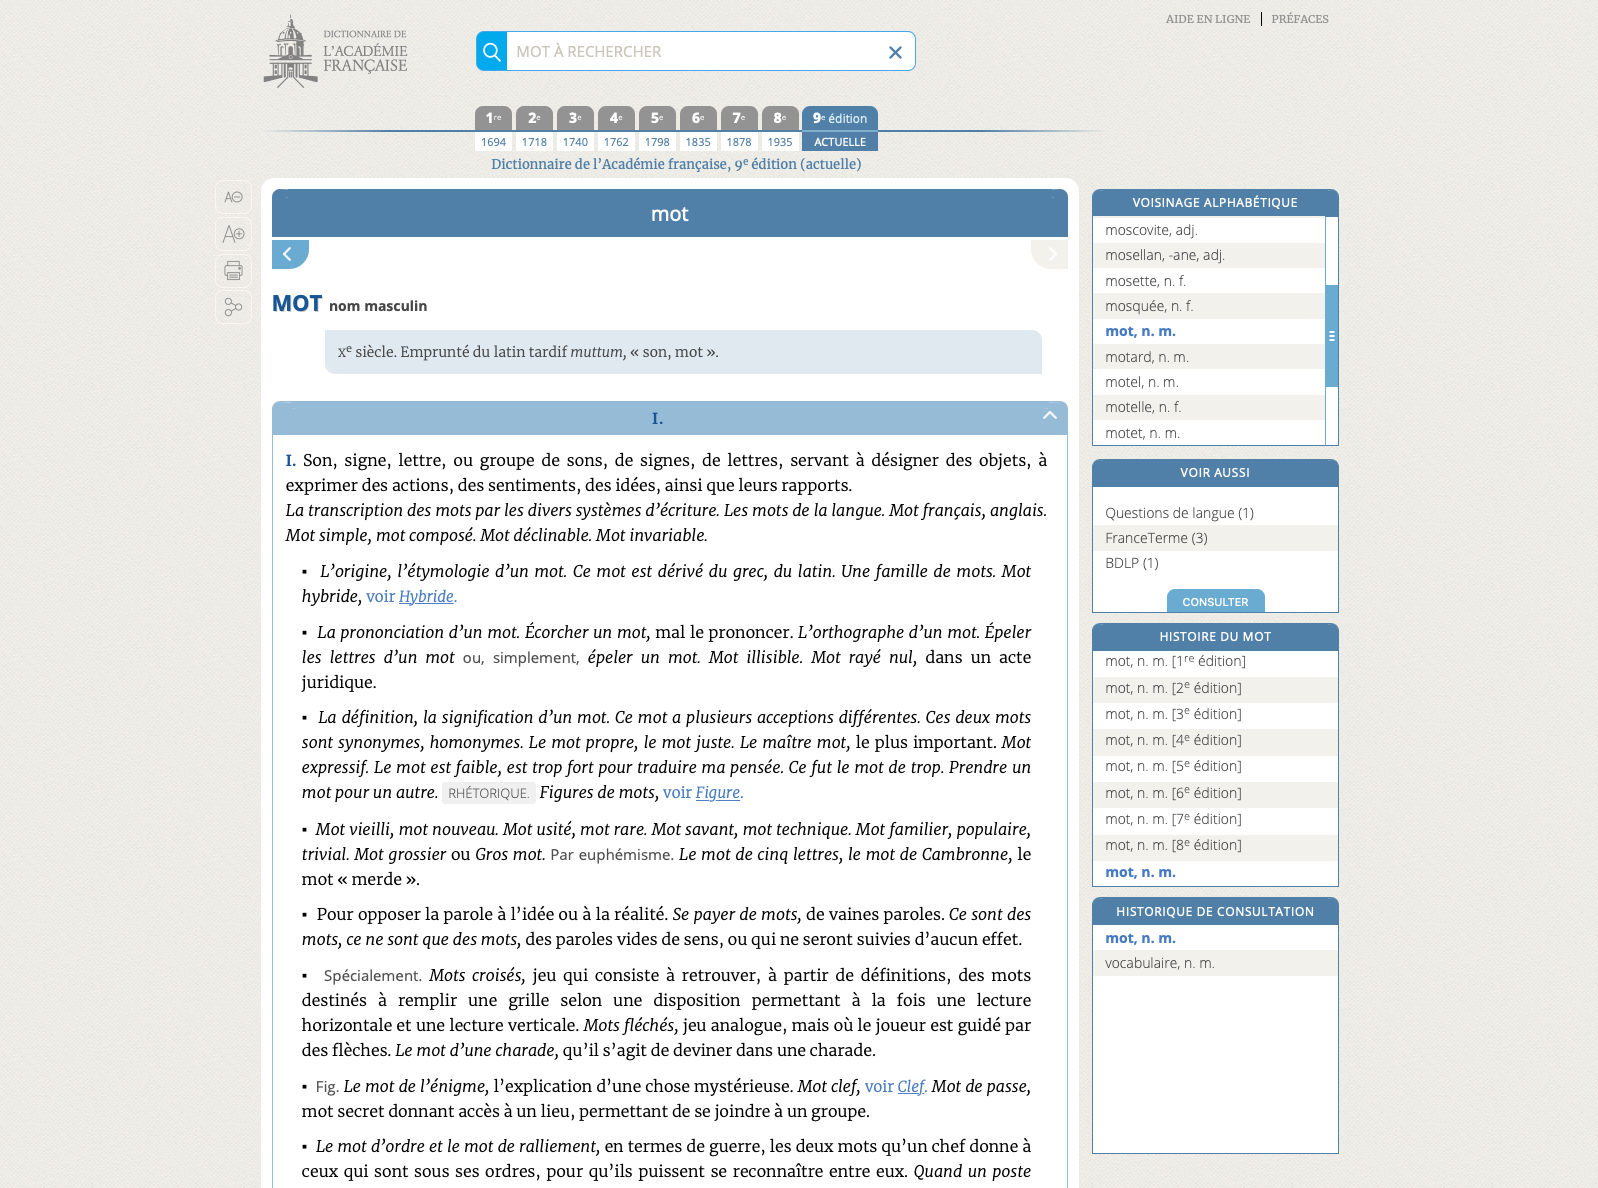 DICTIONNAIRE DE
L'ACADÉMIE
FRANÇAISE
MOT À RECHERCHER
AIDE EN LIGNE
PRÉFACES
1re 2e 3e 4e 5e 6e 7e 8e 9e édition
1694 1718 1740 1762 1798 1835 1878 1935 ACTUELLE
Dictionnaire de l’Académie française, 9e édition (actuelle)
A
A
mot
MOT nom masculin
Xe siècle. Emprunté du latin tardif muttum, « son, mot ».
I.
I. Son, signe, lettre, ou groupe de sons, de signes, de lettres, servant à désigner des objets, à
exprimer des actions, des sentiments, des idées, ainsi que leurs rapports.
La transcription des mots par les divers systèmes d’écriture. Les mots de la langue. Mot français, anglais.
Mot simple, mot composé. Mot déclinable. Mot invariable.
▪ L’origine, l’étymologie d’un mot. Ce mot est dérivé du grec, du latin. Une famille de mots. Mot
hybride, voir Hybride.
▪ La prononciation d’un mot. Écorcher un mot, mal le prononcer. L’orthographe d’un mot. Épeler
les lettres d’un mot ou, simplement, épeler un mot. Mot illisible. Mot rayé nul, dans un acte
juridique.
▪ La définition, la signification d’un mot. Ce mot a plusieurs acceptions différentes. Ces deux mots
sont synonymes, homonymes. Le mot propre, le mot juste. Le maître mot, le plus important. Mot
expressif. Le mot est faible, est trop fort pour traduire ma pensée. Ce fut le mot de trop. Prendre un
mot pour un autre. RHÉTORIQUE. Figures de mots, voir Figure.
▪ Mot vieilli, mot nouveau. Mot usité, mot rare. Mot savant, mot technique. Mot familier, populaire,
trivial. Mot grossier ou Gros mot. Par euphémisme. Le mot de cinq lettres, le mot de Cambronne, le
mot « merde ».
▪ Pour opposer la parole à l’idée ou à la réalité. Se payer de mots, de vaines paroles. Ce sont des
mots, ce ne sont que des mots, des paroles vides de sens, ou qui ne seront suivies d’aucun effet.
▪ Spécialement. Mots croisés, jeu qui consiste à retrouver, à partir de définitions, des mots
destinés à remplir une grille selon une disposition permettant à la fois une lecture
horizontale et une lecture verticale. Mots fléchés, jeu analogue, mais où le joueur est guidé par
des flèches. Le mot d’une charade, qu’il s’agit de deviner dans une charade.
▪ Fig. Le mot de l’énigme, l’explication d’une chose mystérieuse. Mot clef, voir Clef. Mot de passe,
mot secret donnant accès à un lieu, permettant de se joindre à un groupe.
▪ Le mot d’ordre et le mot de ralliement, en termes de guerre, les deux mots qu’un chef donne à
ceux qui sont sous ses ordres, pour qu’ils puissent se reconnaître entre eux. Quand un poste
VOISINAGE ALPHABÉTIQUE
moscovite, adj.
mosellan, -ane, adj.
mosette, n. f.
mosquée, n. f.
mot, n. m.
motard, n. m.
motel, n. m.
motelle, n. f.
motet, n. m.
VOIR AUSSI
Questions de langue (1)
FranceTerme (3)
BDLP (1)
CONSULTER
HISTOIRE DU MOT
mot, n. m. [1re édition]
mot, n. m. [2e édition]
mot, n. m. [3e édition]
mot, n. m. [4e édition]
mot, n. m. [5e édition]
mot, n. m. [6e édition]
mot, n. m. [7e édition]
mot, n. m. [8e édition]
mot, n. m.
HISTORIQUE DE CONSULTATION
mot, n. m.
vocabulaire, n. m.